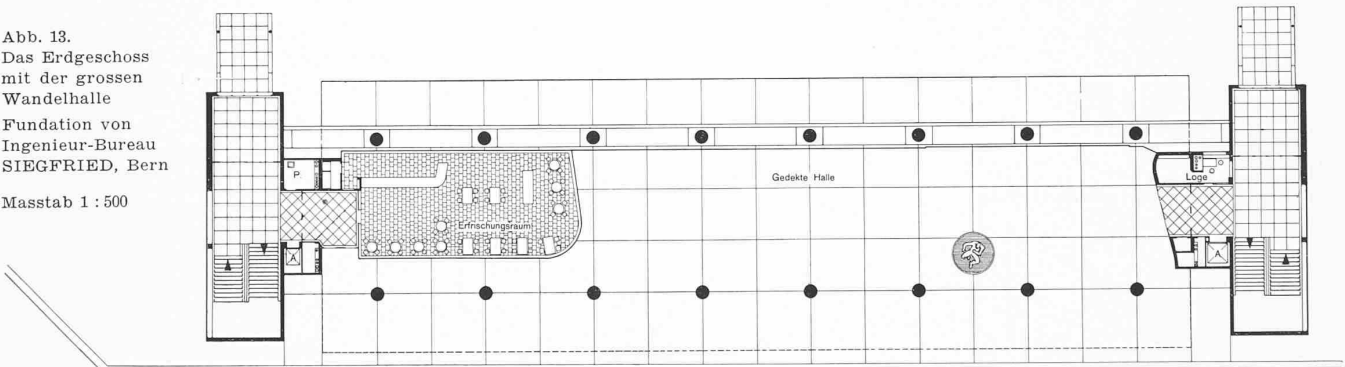 Abb. 13.
Das Erdgeschoss
mit der grossen
Wandelhalle
Fundation von
Ingenieur-Bureau
SIEGFRIED, Bern
Masstab 1 : 500
P.
A
Erfrischungsraum
Gedekte Halle
Loge
A